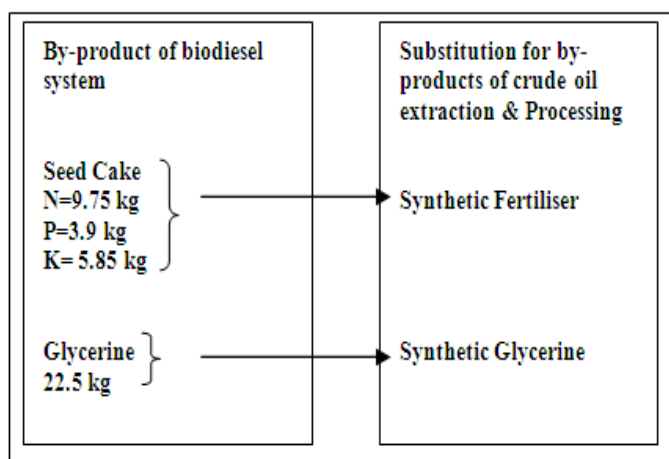 By-product of biodiesel
system
Seed Cake
N=9.75 kg
P=3.9 kg
K= 5.85 kg
Glycerine
22.5 kg
Substitution for by-
products of crude oil
extraction & Processing
Synthetic Fertiliser
Synthetic Glycerine